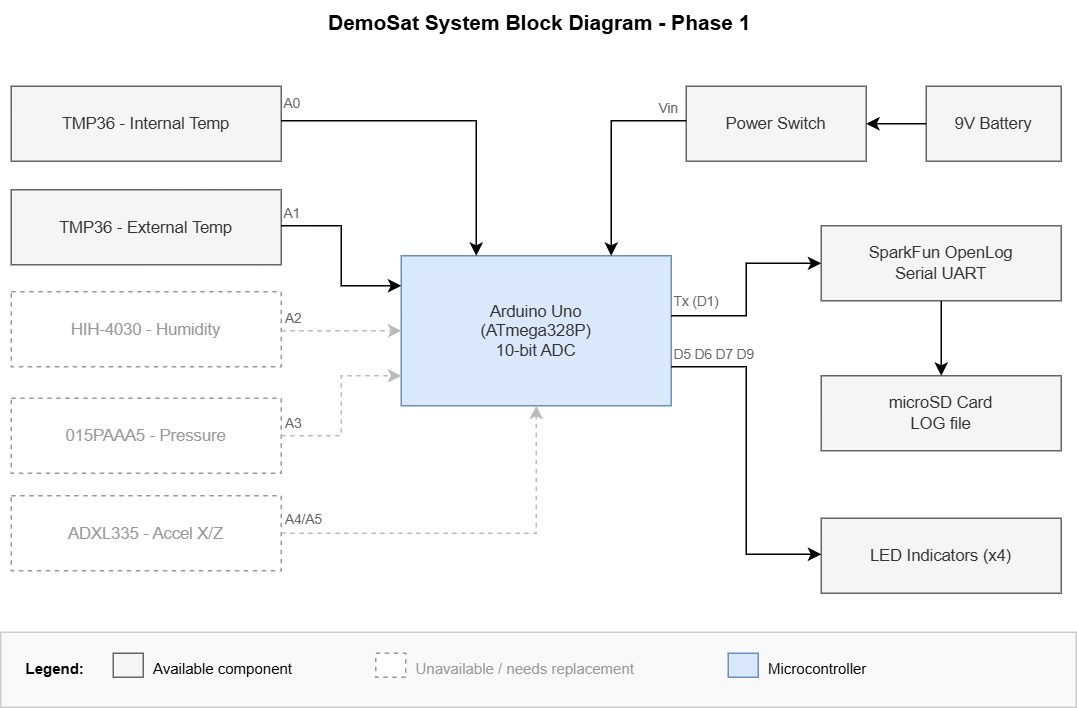 DemoSat System Block Diagram - Phase 1
TMP36 - Internal Temp
A0
Vin
Power Switch
9V Battery
TMP36 - External Temp
A1
HIH-4030 - Humidity
A2
015PAAA5 - Pressure
A3
ADXL335 - Accel X/Z
A4/A5
Arduino Uno
(ATmega328P)
10-bit ADC
Tx (D1)
D5 D6 D7 D9
SparkFun OpenLog
Serial UART
microSD Card
LOG file
LED Indicators (x4)
Legend:
Available component
Unavailable / needs replacement
Microcontroller